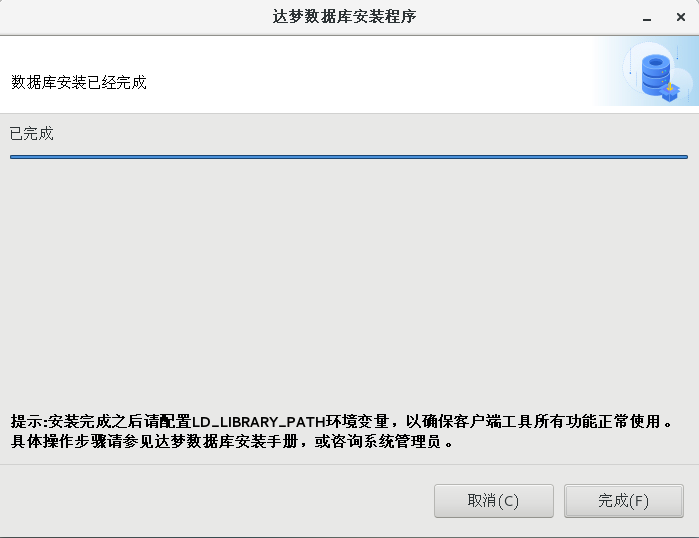 达梦数据库安装程序
数据库安装已经完成
已完成
提示:安装完成之后请配置LD_LIBRARY_PATH环境变量，以确保客户端工具所有功能正常使用。
具体操作步骤请参见达梦数据库安装手册，或咨询系统管理员。
取消(C)
完成(F)